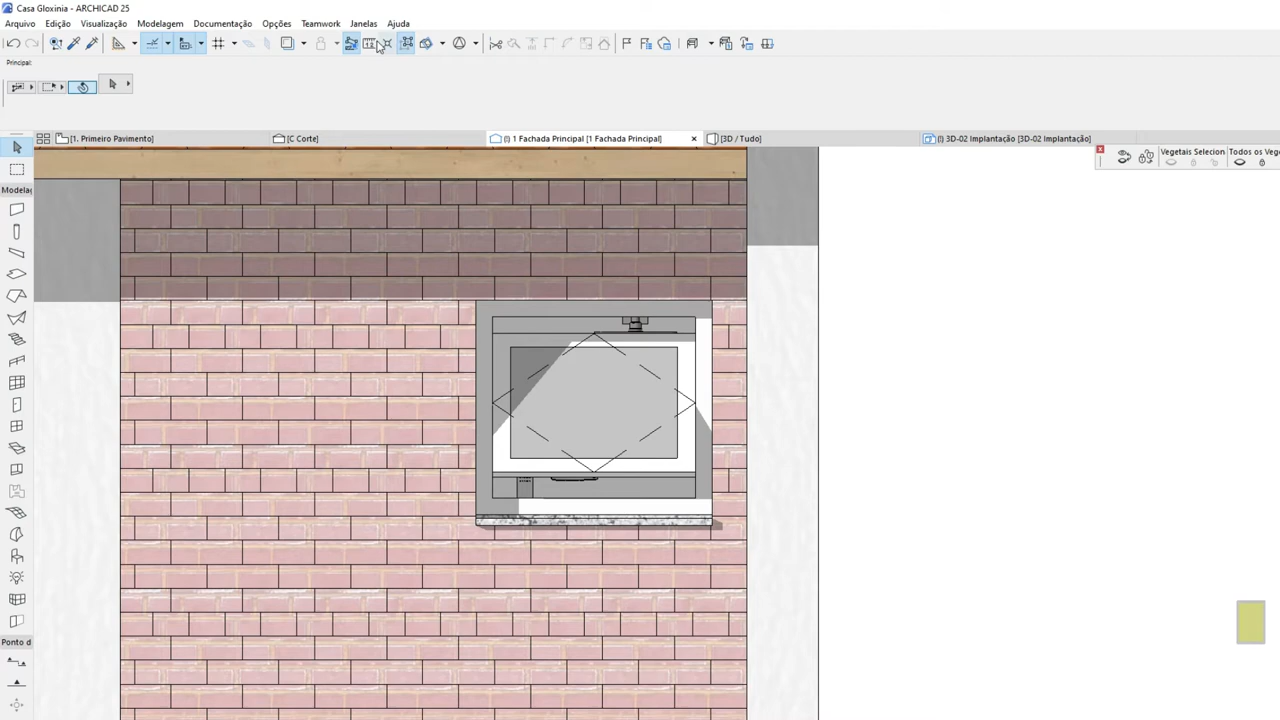 Casa Gloxinia - ARCHICAD 25
Arquivo Edição Visualização Modelagem Documentação Opções Teamwork Janelas Ajuda
Principal:
[1. Primeiro Pavimento] [C Corte] (!) 1 Fachada Principal [1 Fachada Principal] [3D / Tudo] (!) 3D-02 Implantação [3D-02 Implantação]
Vegetais Selecion Todos os Vege
Modelag
Ponto d